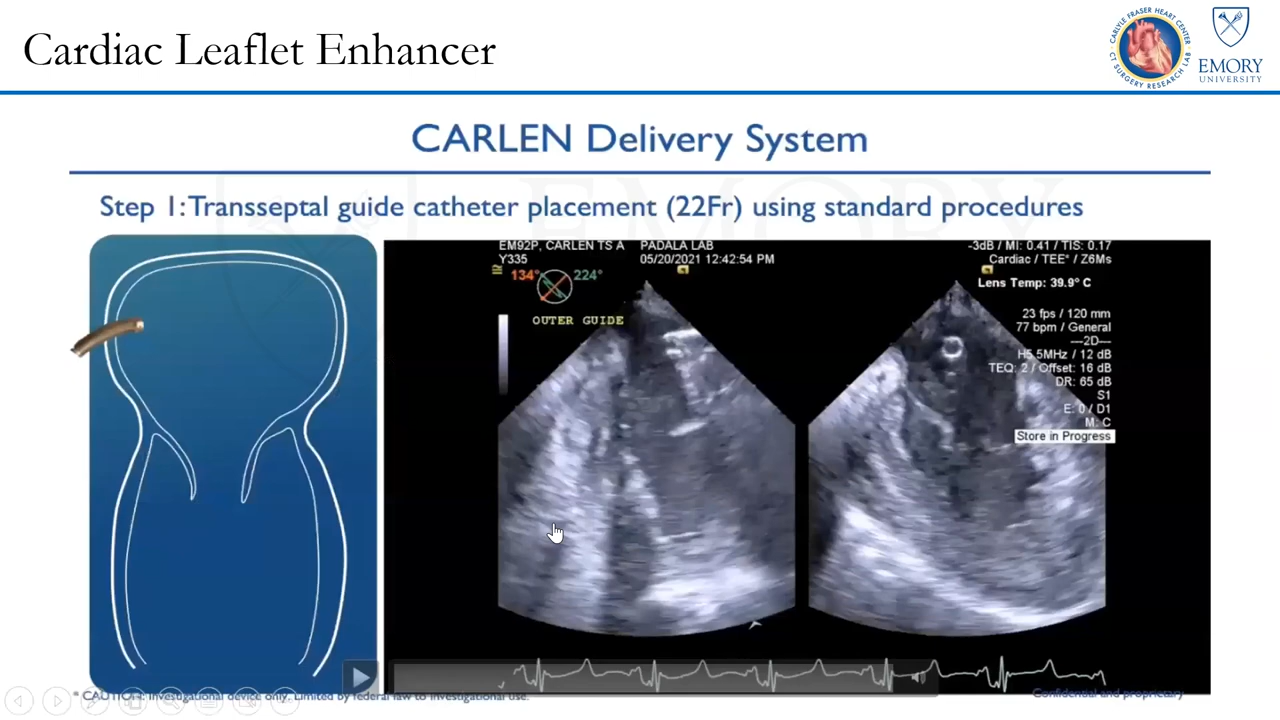 Cardiac Leaflet Enhancer
CARLYLE FRASER HEART CENTER
CT SURGERY RESEARCH LAB
EMORY
UNIVERSITY
CARLEN Delivery System
Step 1: Transseptal guide catheter placement (22Fr) using standard procedures
EM92P, CARLEN TS A PADALA LAB
Y335 05/20/2021 12:42:54 PM
134° 224°
OUTER GUIDE
-3dB / MI: 0.41 / TIS: 0.17
Cardiac / TEE* / Z6Ms
Lens Temp: 39.9° C
23 fps / 120 mm
77 bpm / General
---2D---
H5.5MHz / 12 dB
TEQ: 2 / Offset: 16 dB
DR: 65 dB
S1
E: 0 / D1
M: C
Store in Progress
* CAUTION: Investigational device only. Limited by federal law to investigational use.
Confidential and proprietary